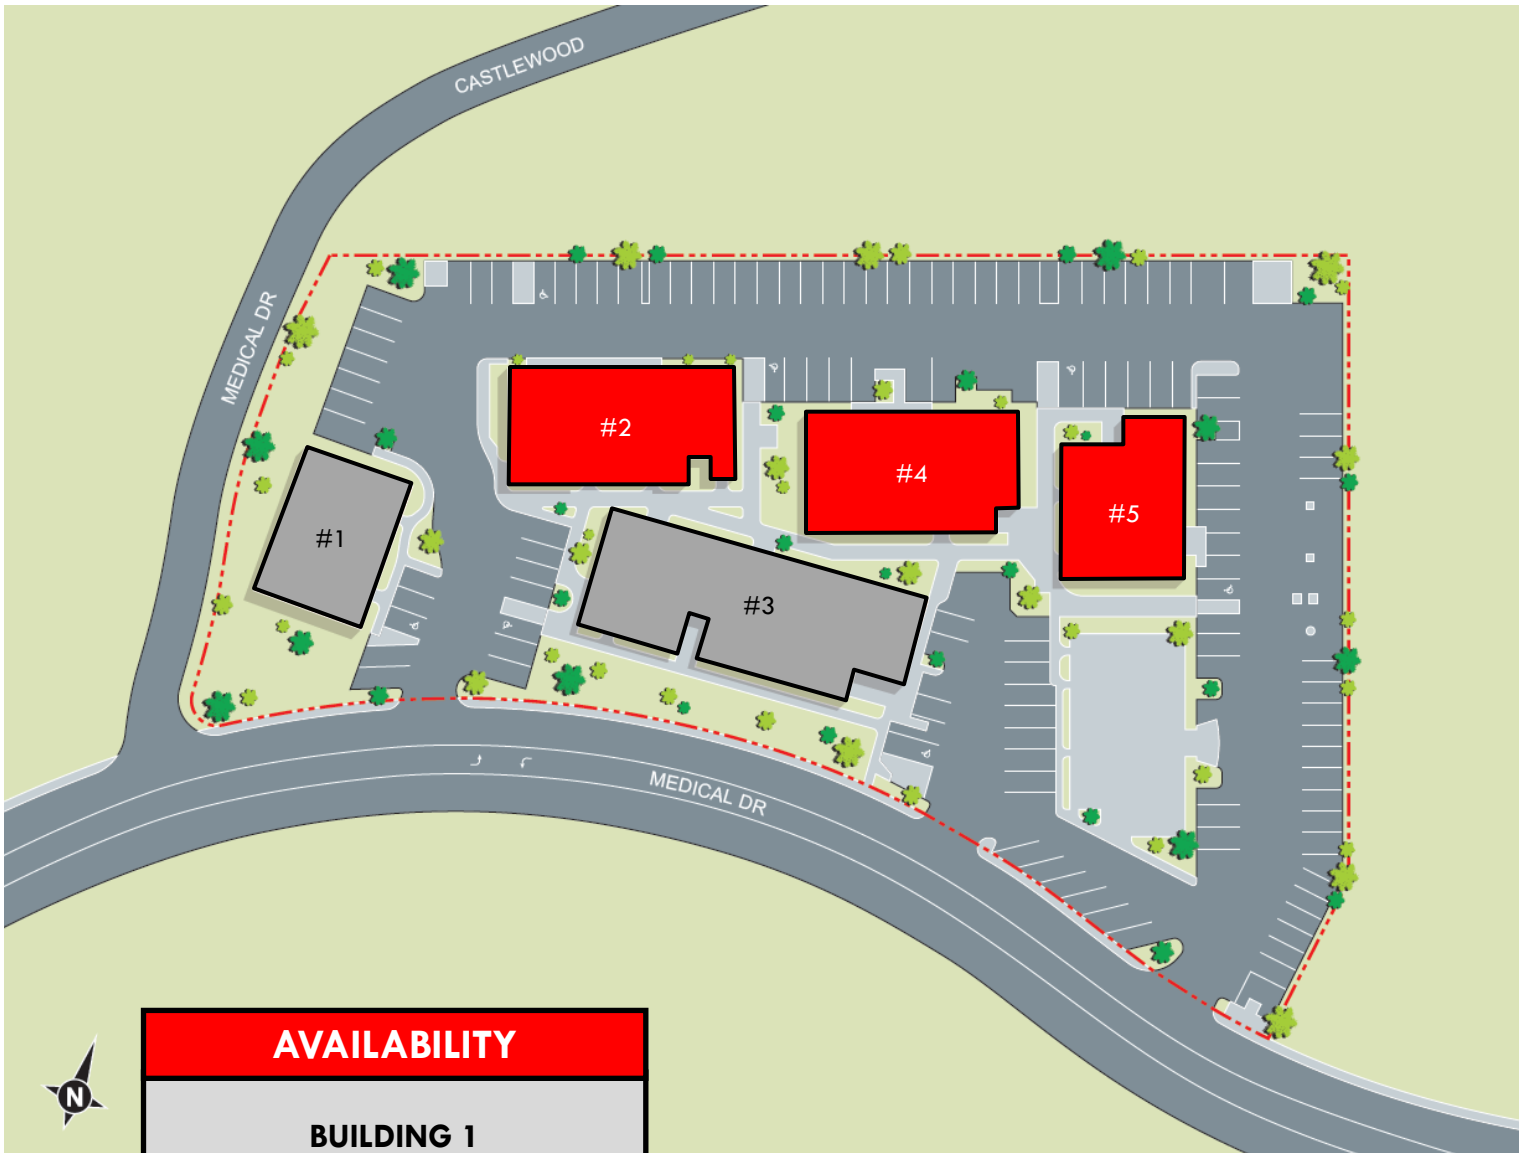 CASTLEWOOD
MEDICAL DR
#2
#4
#5
#1
#3
MEDICAL DR
AVAILABILITY
N
BUILDING 1